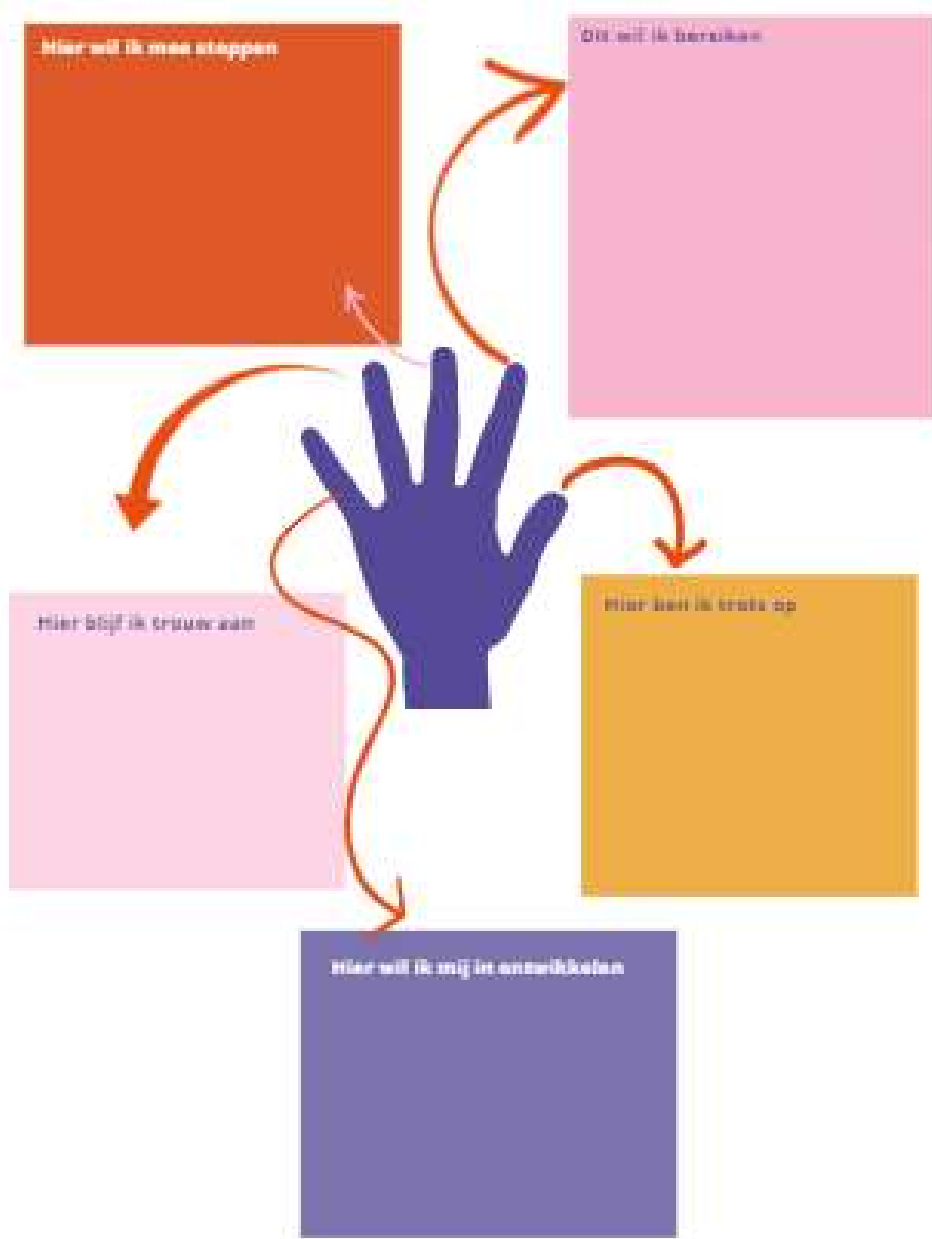 Hier wil ik mee stoppen
Dit wil ik bereiken
Hier blijf ik trouw aan
Hier ben ik trots op
Hier wil ik mij in ontwikkelen